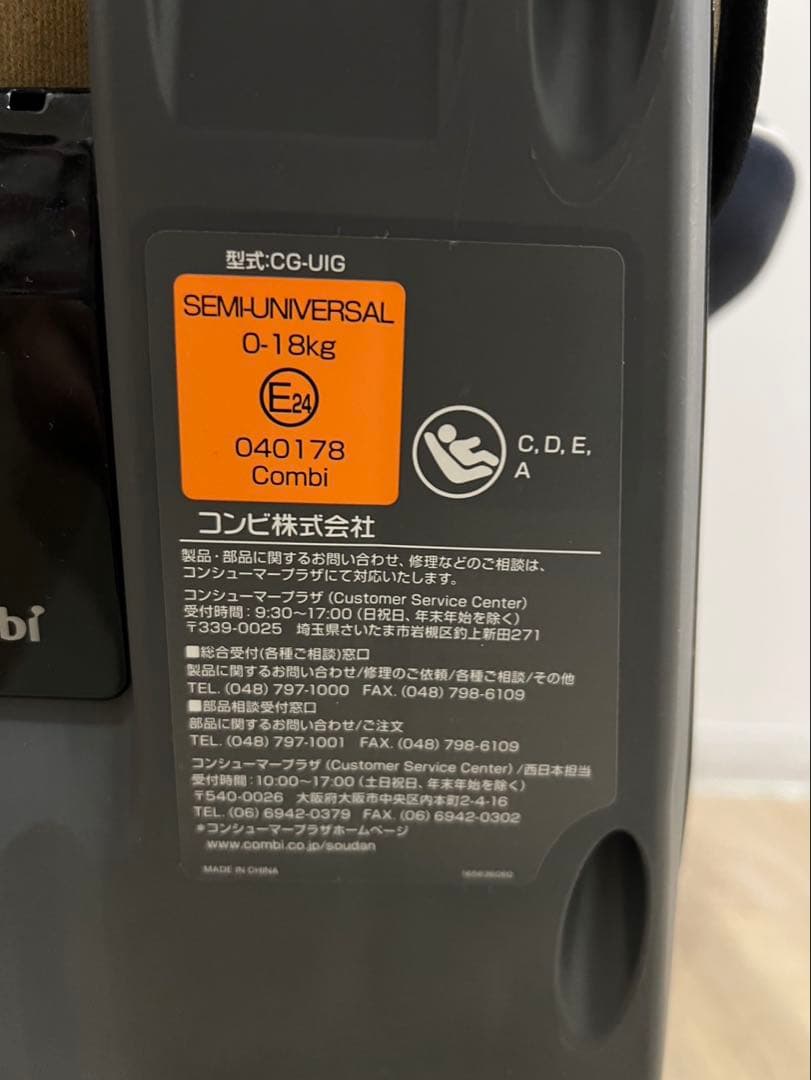 型式:CG-UIG
SEMI-UNIVERSAL
0-18kg
E24
040178
Combi
C, D, E,
A
コンビ株式会社
製品・部品に関するお問い合わせ、修理などのご相談は、
コンシューマープラザにて対応いたします。
コンシューマープラザ (Customer Service Center)
受付時間：9:30～17:00 (日祝日、年末年始を除く)
〒339-0025 埼玉県さいたま市岩槻区釣上新田271
■総合受付(各種ご相談)窓口
製品に関するお問い合わせ/修理のご依頼/各種ご相談/その他
TEL. (048) 797-1000 FAX. (048) 798-6109
■部品相談受付窓口
部品に関するお問い合わせ/ご注文
TEL. (048) 797-1001 FAX. (048) 798-6109
コンシューマープラザ (Customer Service Center) /西日本担当
受付時間：10:00～17:00 (土日祝日、年末年始を除く)
〒540-0026 大阪府大阪市中央区内本町2-4-16
TEL. (06) 6942-0379 FAX. (06) 6942-0302
*コンシューマープラザホームページ
www.combi.co.jp/soudan
MADE IN CHINA
bi